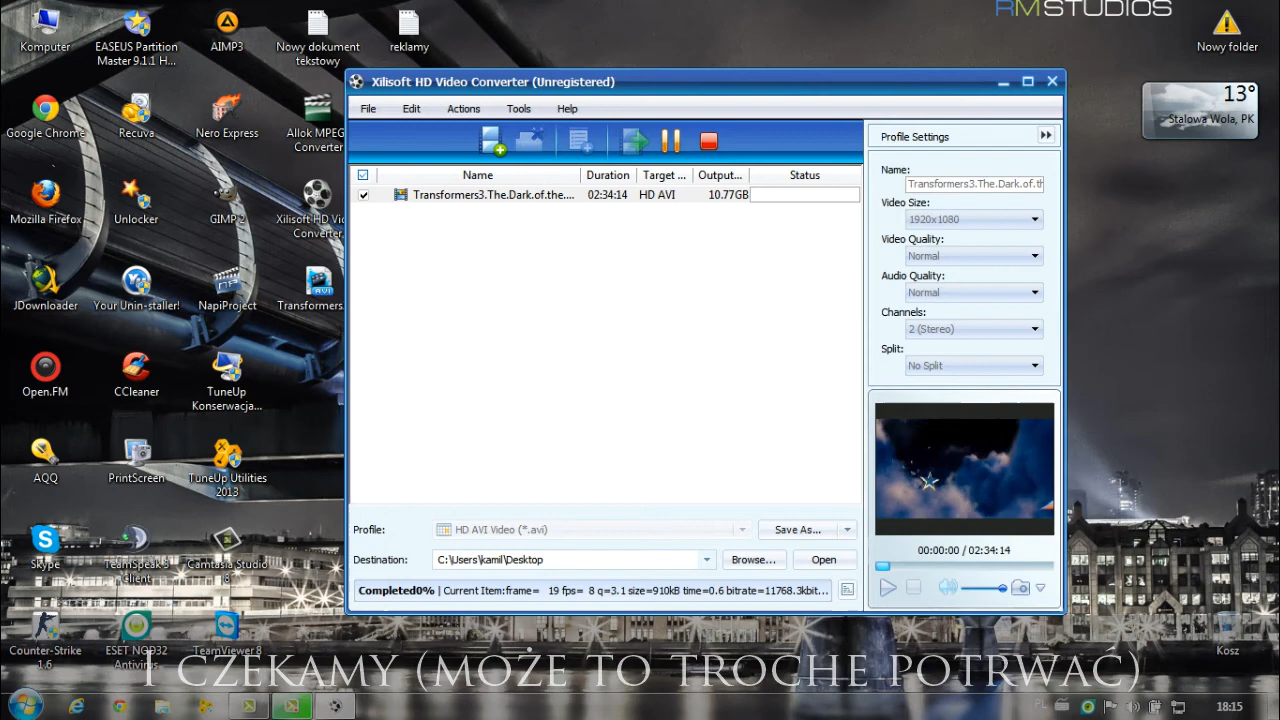 RMSTUDIOS
Komputer
EASEUS Partition
Master 9.1.1 H...
AIMP3
Nowy dokument
tekstowy
reklamy
Nowy folder
Google Chrome
Recuva
Nero Express
Allok MPEG
Converter
Mozilla Firefox
Unlocker
GIMP 2
Xilisoft HD Vi
Converter
JDownloader
Your Unin-staller!
NapiProject
Transformers.
Open.FM
CCleaner
TuneUp
Konserwacja...
AQQ
PrintScreen
TuneUp Utilities
2013
Skype
TeamSpeak 3
Client
Camtasia Studio
8
Counter-Strike
1.6
ESET NOD32
Antivirus
TeamViewer 8
13°
Stalowa Wola, PK
Kosz
Xilisoft HD Video Converter (Unregistered)
File Edit Actions Tools Help
Name Duration Target ... Output... Status
Transformers3.The.Dark.of.the.... 02:34:14 HD AVI 10.77GB
Profile Settings
Name:
Transformers3.The.Dark.of.th
Video Size:
1920x1080
Video Quality:
Normal
Audio Quality:
Normal
Channels:
2 (Stereo)
Split:
No Split
00:00:00 / 02:34:14
Profile: HD AVI Video (*.avi) Save As...
Destination: C:\Users\kamil\Desktop Browse... Open
Completed0% | Current Item:frame= 19 fps= 8 q=3.1 size=910kB time=0.6 bitrate=11768.3kbit...
I CZEKAMY (MOŻE TO TROCHE POTRWAĆ)
PL
18:15